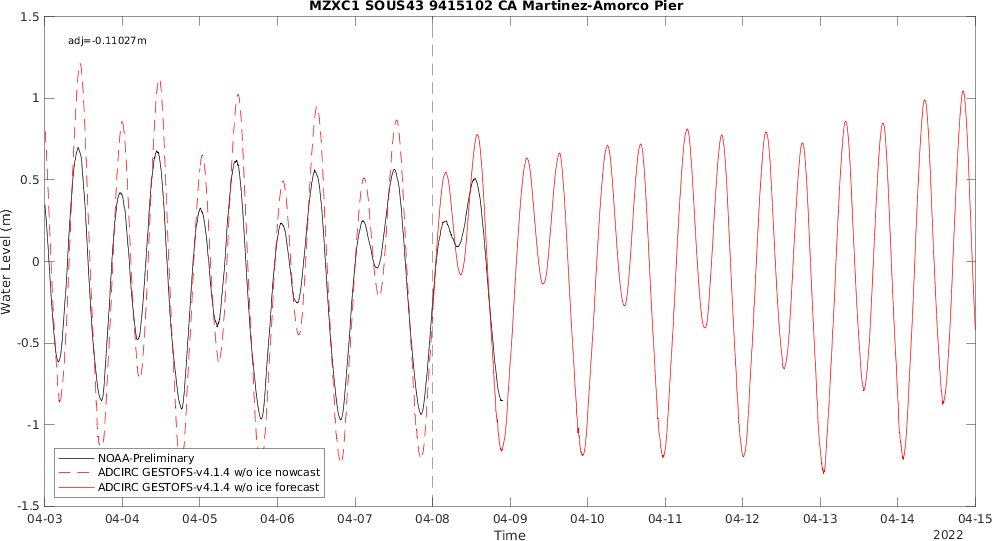 MZXC1 SOUS43 9415102 CA Martinez-Amorco Pier
adj=-0.11027m
1.5
1
0.5
0
-0.5
-1
-1.5
Water Level (m)
NOAA-Preliminary
ADCIRC GESTOFS-v4.1.4 w/o ice nowcast
ADCIRC GESTOFS-v4.1.4 w/o ice forecast
04-03 04-04 04-05 04-06 04-07 04-08 04-09 04-10 04-11 04-12 04-13 04-14 04-15
Time
2022